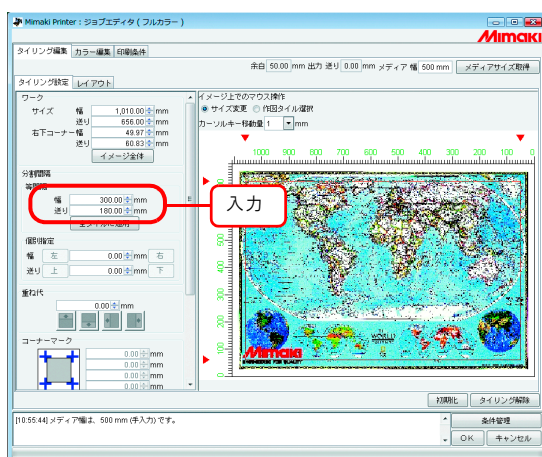 Mimaki Printer：ジョブエディタ ( フルカラー )
Mimaki
タイリング編集 カラー編集 印刷条件
余白 50.00 mm 出力 送り 0.00 mm メディア 幅 500 mm メディアサイズ取得
タイリング設定 レイアウト
ワーク
サイズ 幅 1,010.00 mm
送り 656.00 mm
右下コーナー幅 49.97 mm
送り 60.83 mm
イメージ全体
分割間隔
等間隔
幅 300.00 mm
送り 180.00 mm
全タイルに適用
個別指定
幅 左 0.00 mm 右
送り 上 0.00 mm 下
重ね代
0.00 mm
コーナーマーク
0.00 mm
0.00 mm
0.00 mm
イメージ上でのマウス操作
サイズ変更 作図タイル選択
カーソルキー移動量 1 mm
1000 900 800 700 600 500 400 300 200 100 0
入力
500
300
100
0
WORLD
Mimaki
初期化 タイリング解除
[10:55:44] メディア幅は、500 mm (手入力) です。
条件管理
OK キャンセル